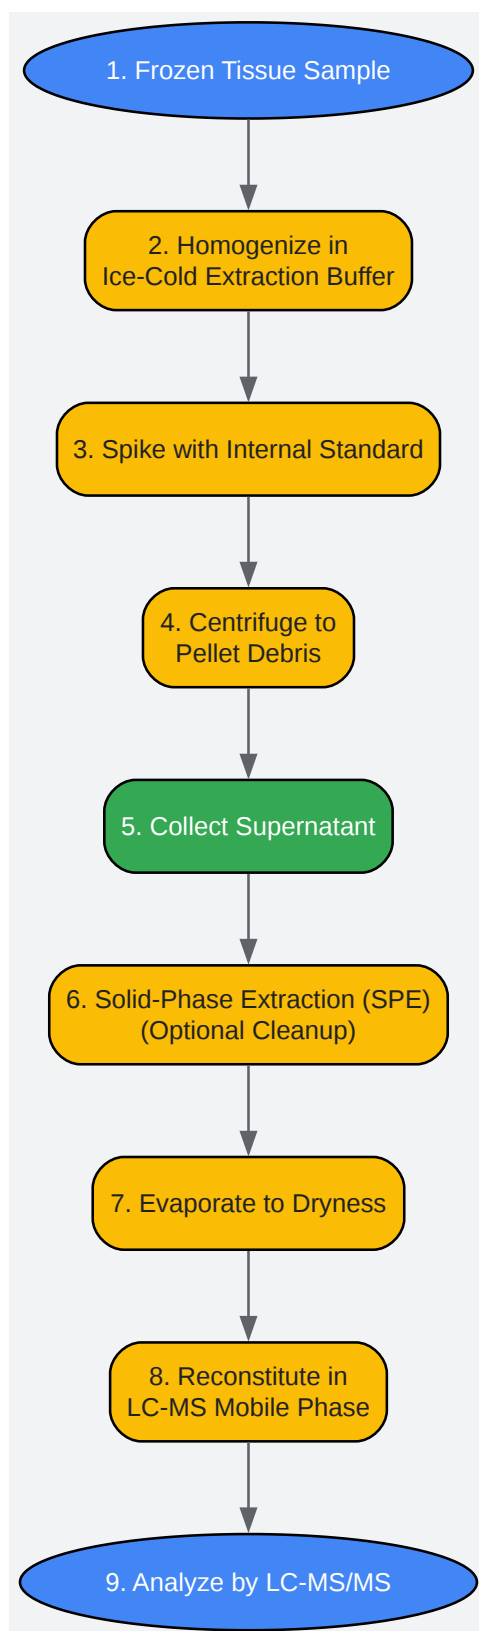 1. Frozen Tissue Sample
2. Homogenize in
Ice-Cold Extraction Buffer
3. Spike with Internal Standard
4. Centrifuge to
Pellet Debris
5. Collect Supernatant
6. Solid-Phase Extraction (SPE)
(Optional Cleanup)
7. Evaporate to Dryness
8. Reconstitute in
LC-MS Mobile Phase
9. Analyze by LC-MS/MS